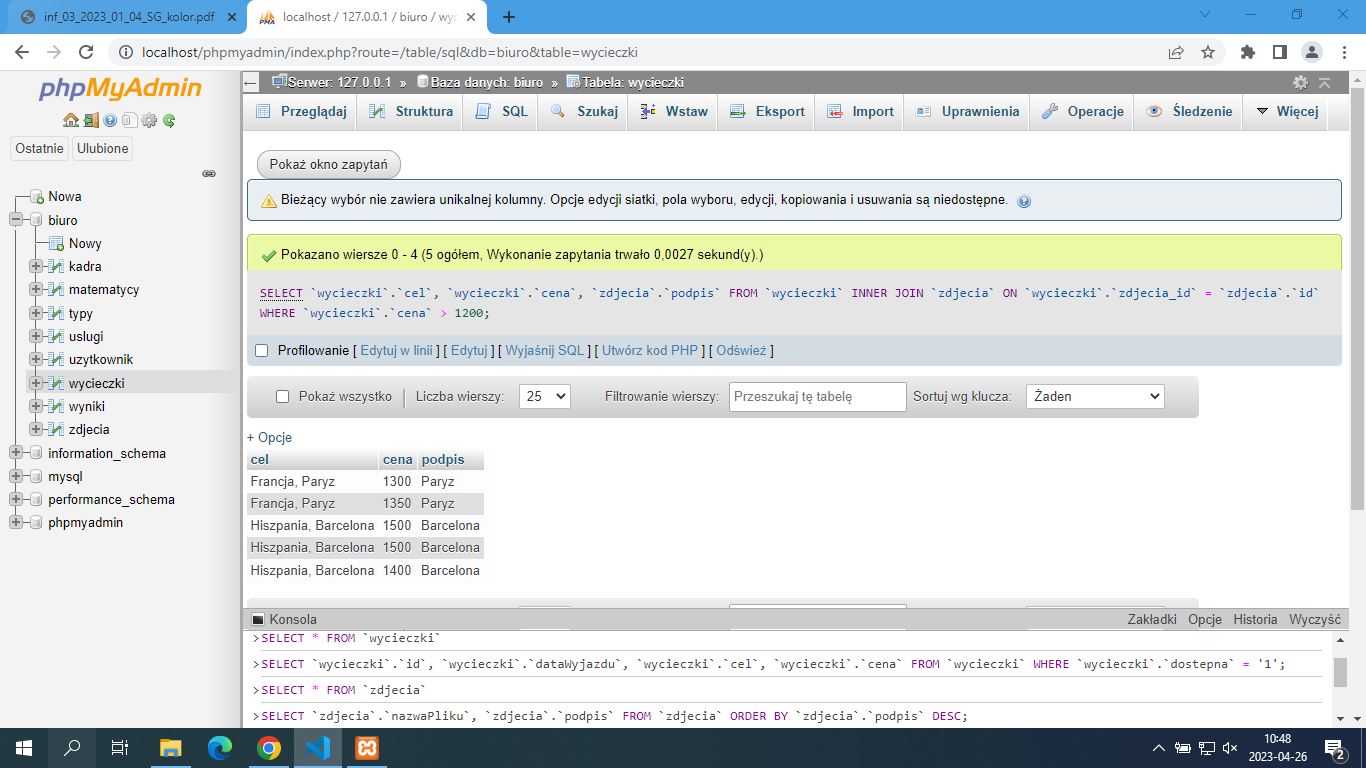 inf_03_2023_01_04_SG_kolor.pdf
localhost / 127.0.0.1 / biuro / wyc
localhost/phpmyadmin/index.php?route=/table/sql&db=biuro&table=wycieczki
phpMyAdmin
Ostatnie Ulubione
Nowa
biuro
Nowy
kadra
matematycy
typy
uslugi
uzytkownik
wycieczki
wyniki
zdjecia
information_schema
mysql
performance_schema
phpmyadmin
Serwer: 127.0.0.1 » Baza danych: biuro » Tabela: wycieczki
Przeglądaj Struktura SQL Szukaj Wstaw Eksport Import Uprawnienia Operacje Śledzenie Więcej
Pokaż okno zapytań
Bieżący wybór nie zawiera unikalnej kolumny. Opcje edycji siatki, pola wyboru, edycji, kopiowania i usuwania są niedostępne.
Pokazano wiersze 0 - 4 (5 ogółem, Wykonanie zapytania trwało 0,0027 sekund(y).)
SELECT `wycieczki`.`cel`, `wycieczki`.`cena`, `zdjecia`.`podpis` FROM `wycieczki` INNER JOIN `zdjecia` ON `wycieczki`.`zdjecia_id` = `zdjecia`.`id`
WHERE `wycieczki`.`cena` > 1200;
Profilowanie [ Edytuj w linii ] [ Edytuj ] [ Wyjaśnij SQL ] [ Utwórz kod PHP ] [ Odśwież ]
Pokaż wszystko | Liczba wierszy: 25 Filtrowanie wierszy: Przeszukaj tę tabelę Sortuj wg klucza: Żaden
+ Opcje
cel cena podpis
Francja, Paryz 1300 Paryz
Francja, Paryz 1350 Paryz
Hiszpania, Barcelona 1500 Barcelona
Hiszpania, Barcelona 1500 Barcelona
Hiszpania, Barcelona 1400 Barcelona
Konsola Zakładki Opcje Historia Wyczyść
>SELECT * FROM `wycieczki`
>SELECT `wycieczki`.`id`, `wycieczki`.`dataWyjazdu`, `wycieczki`.`cel`, `wycieczki`.`cena` FROM `wycieczki` WHERE `wycieczki`.`dostepna` = '1';
>SELECT * FROM `zdjecia`
>SELECT `zdjecia`.`nazwaPliku`, `zdjecia`.`podpis` FROM `zdjecia` ORDER BY `zdjecia`.`podpis` DESC;
10:48
2023-04-26
2